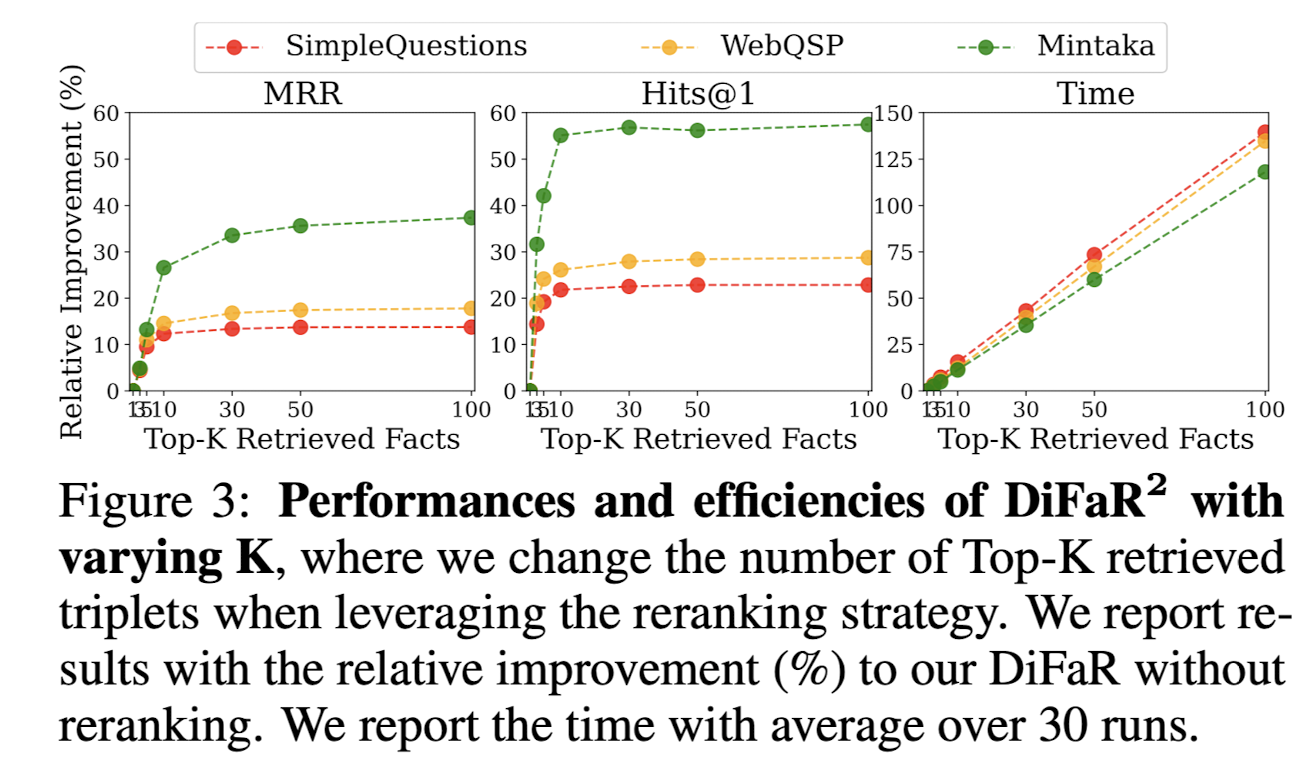 SimpleQuestions WebQSP Mintaka
MRR Hits@1 Time
Relative Improvement (%)
60 60 150
50 50 125
40 40 100
30 30 75
20 20 50
10 10 25
0 0 0
1 3 5 10 30 50 100 1 3 5 10 30 50 100 1 3 5 10 30 50 100
Top-K Retrieved Facts Top-K Retrieved Facts Top-K Retrieved Facts
Figure 3: Performances and efficiencies of DiFaR² with
varying K, where we change the number of Top-K retrieved
triplets when leveraging the reranking strategy. We report re-
sults with the relative improvement (%) to our DiFaR without
reranking. We report the time with average over 30 runs.